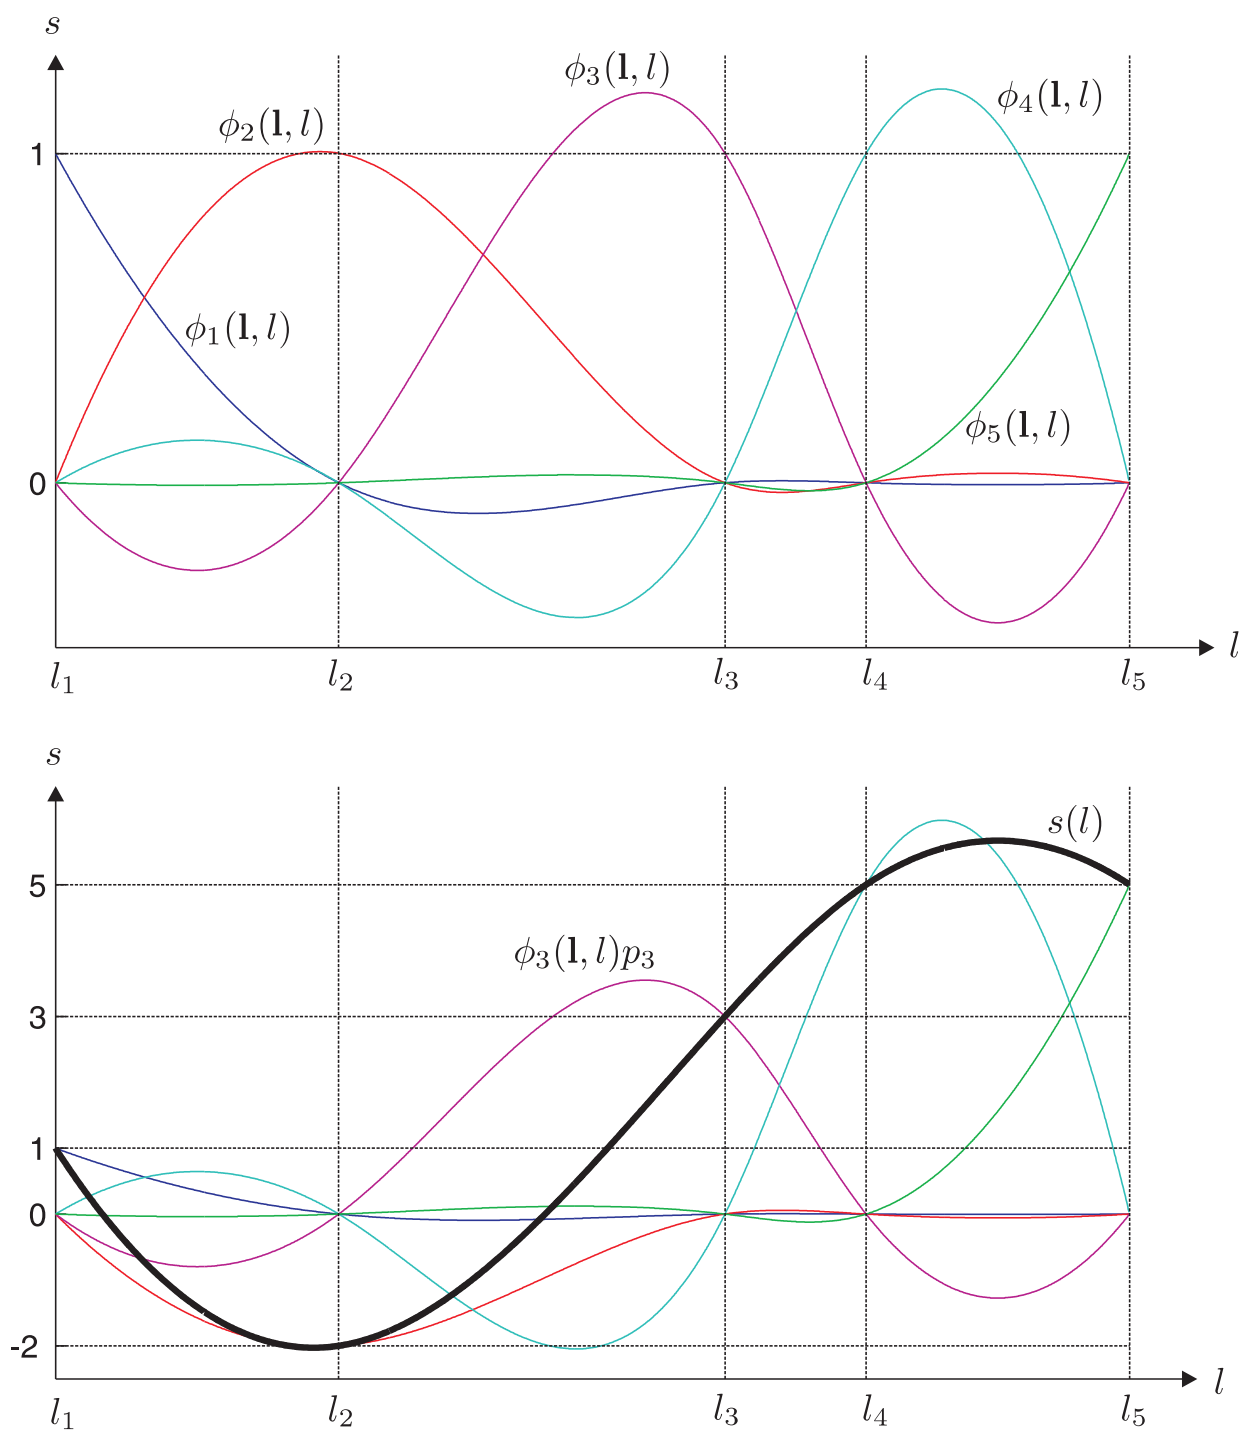 s
ϕ₃(𝐥, l)
ϕ₄(𝐥, l)
ϕ₂(𝐥, l)
1
ϕ₁(𝐥, l)
ϕ₅(𝐥, l)
0
l
l₁ l₂ l₃ l₄ l₅
s
s(l)
5
ϕ₃(𝐥, l)p₃
3
1
0
-2
l
l₁ l₂ l₃ l₄ l₅